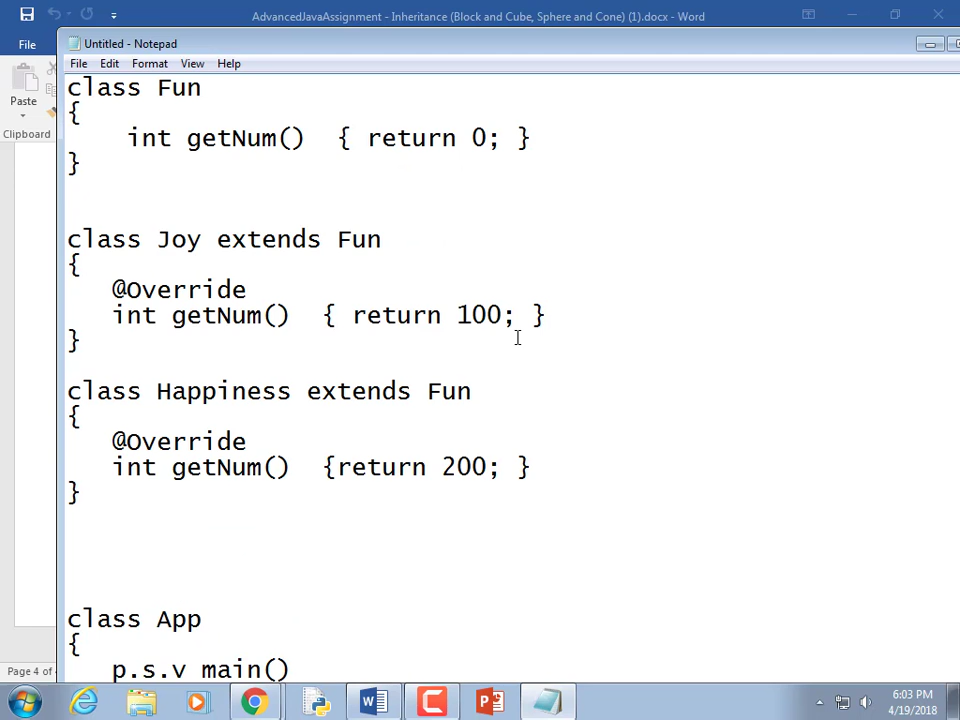 AdvancedJavaAssignment - Inheritance (Block and Cube, Sphere and Cone) (1).docx - Word
File
Untitled - Notepad
File Edit Format View Help
Paste
Clipboard
class Fun
{
int getNum() { return 0; }
}
class Joy extends Fun
{
@Override
int getNum() { return 100; }
}
class Happiness extends Fun
{
@Override
int getNum() {return 200; }
}
class App
{
p.s.v main()
Page 4 of
6:03 PM
4/19/2018